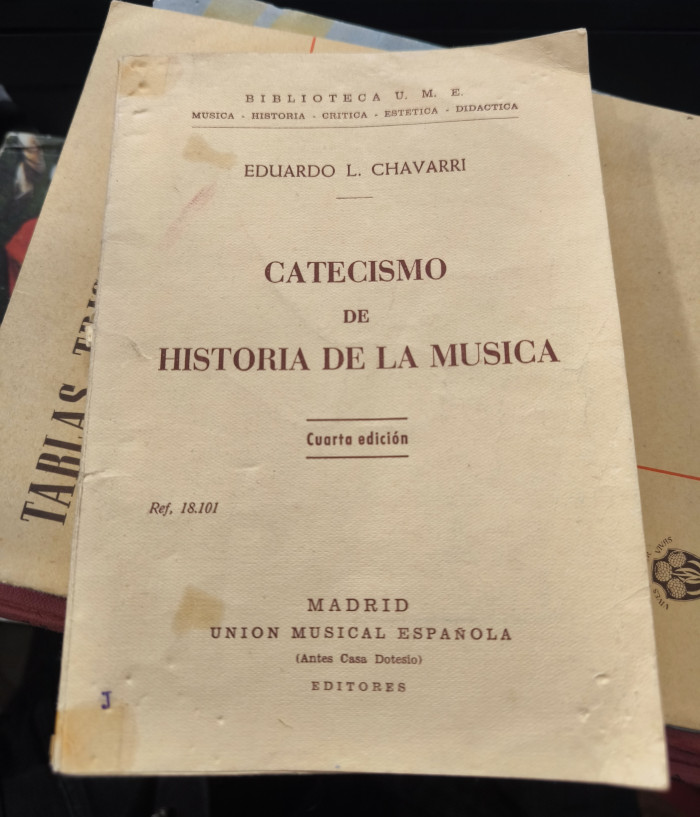 BIBLIOTECA U. M. E.
MUSICA - HISTORIA - CRITICA - ESTETICA - DIDACTICA
EDUARDO L. CHAVARRI
CATECISMO
DE
HISTORIA DE LA MUSICA
Cuarta edición
Ref, 18.101
MADRID
UNION MUSICAL ESPAÑOLA
(Antes Casa Dotesio)
EDITORES
J
TABLAS